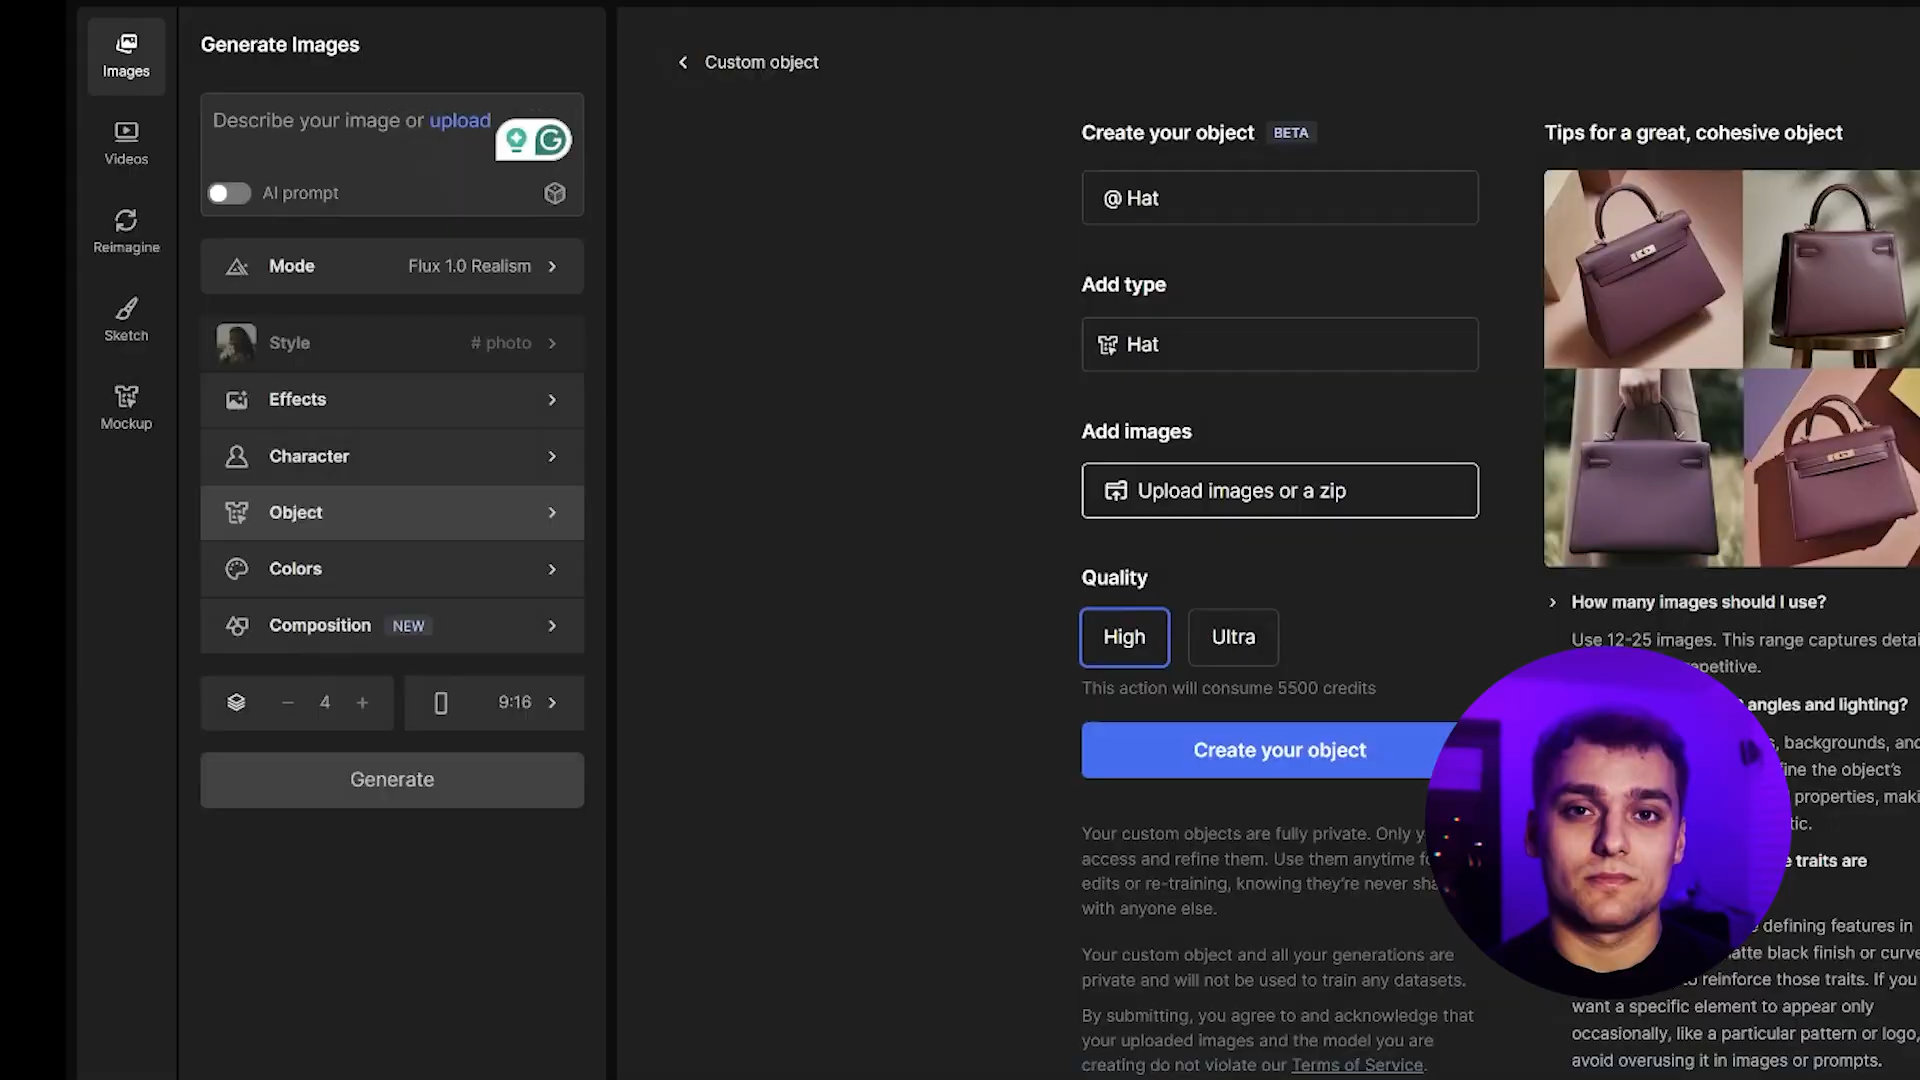 Images
Videos
Reimagine
Sketch
Mockup
Generate Images
Describe your image or upload
AI prompt
Mode
Flux 1.0 Realism
Style
# photo
Effects
Character
Object
Colors
Composition
NEW
4
9:16
Generate
Custom object
Create your object
BETA
@ Hat
Add type
Hat
Add images
Upload images or a zip
Quality
High
Ultra
This action will consume 5500 credits
Create your object
Your custom objects are fully private. Only
access and refine them. Use them anytime
edits or re-training, knowing they're never
with anyone else.
Your custom object and all your generations are
private and will not be used to train any datasets.
By submitting, you agree to and acknowledge that
your uploaded images and the model you are
creating do not violate our Terms of Service.
Tips for a great, cohesive object
How many images should I use?
Use 12-25 images. This range captures
repetitive.
angles and lighting?
backgrounds, and
the object's
properties,
traits are
defining features in
black finish or
reinforce those traits. If you
want a specific element to appear only
occasionally, like a particular pattern or logo,
avoid overusing it in images or prompts.